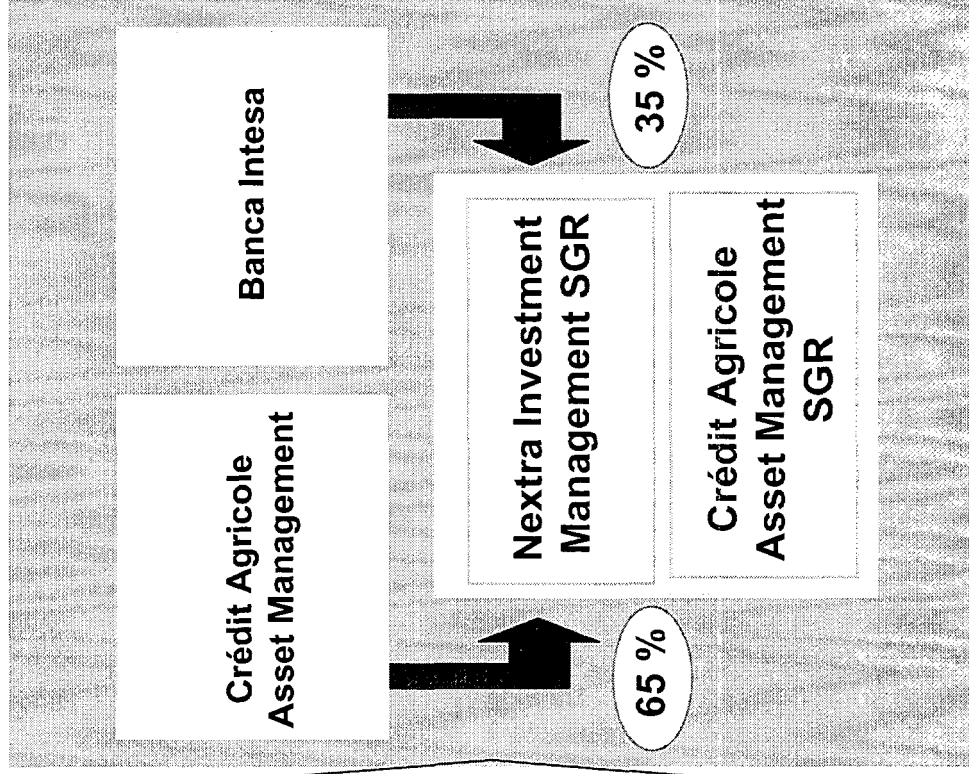 Crédit Agricole
Asset Management
Banca Intesa
65 %
35 %
Nextra Investment
Management SGR
Crédit Agricole
Asset Management
SGR